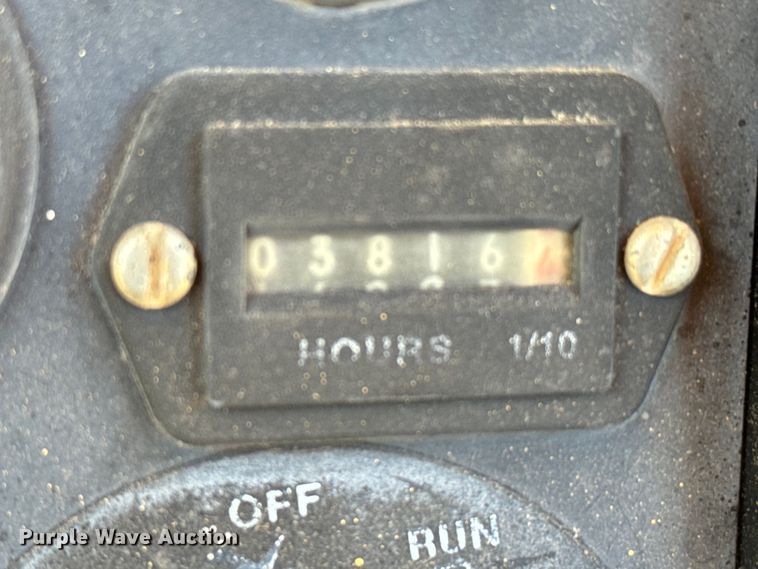 03816
HOURS 1/10
OFF
RUN
Purple Wave Auction